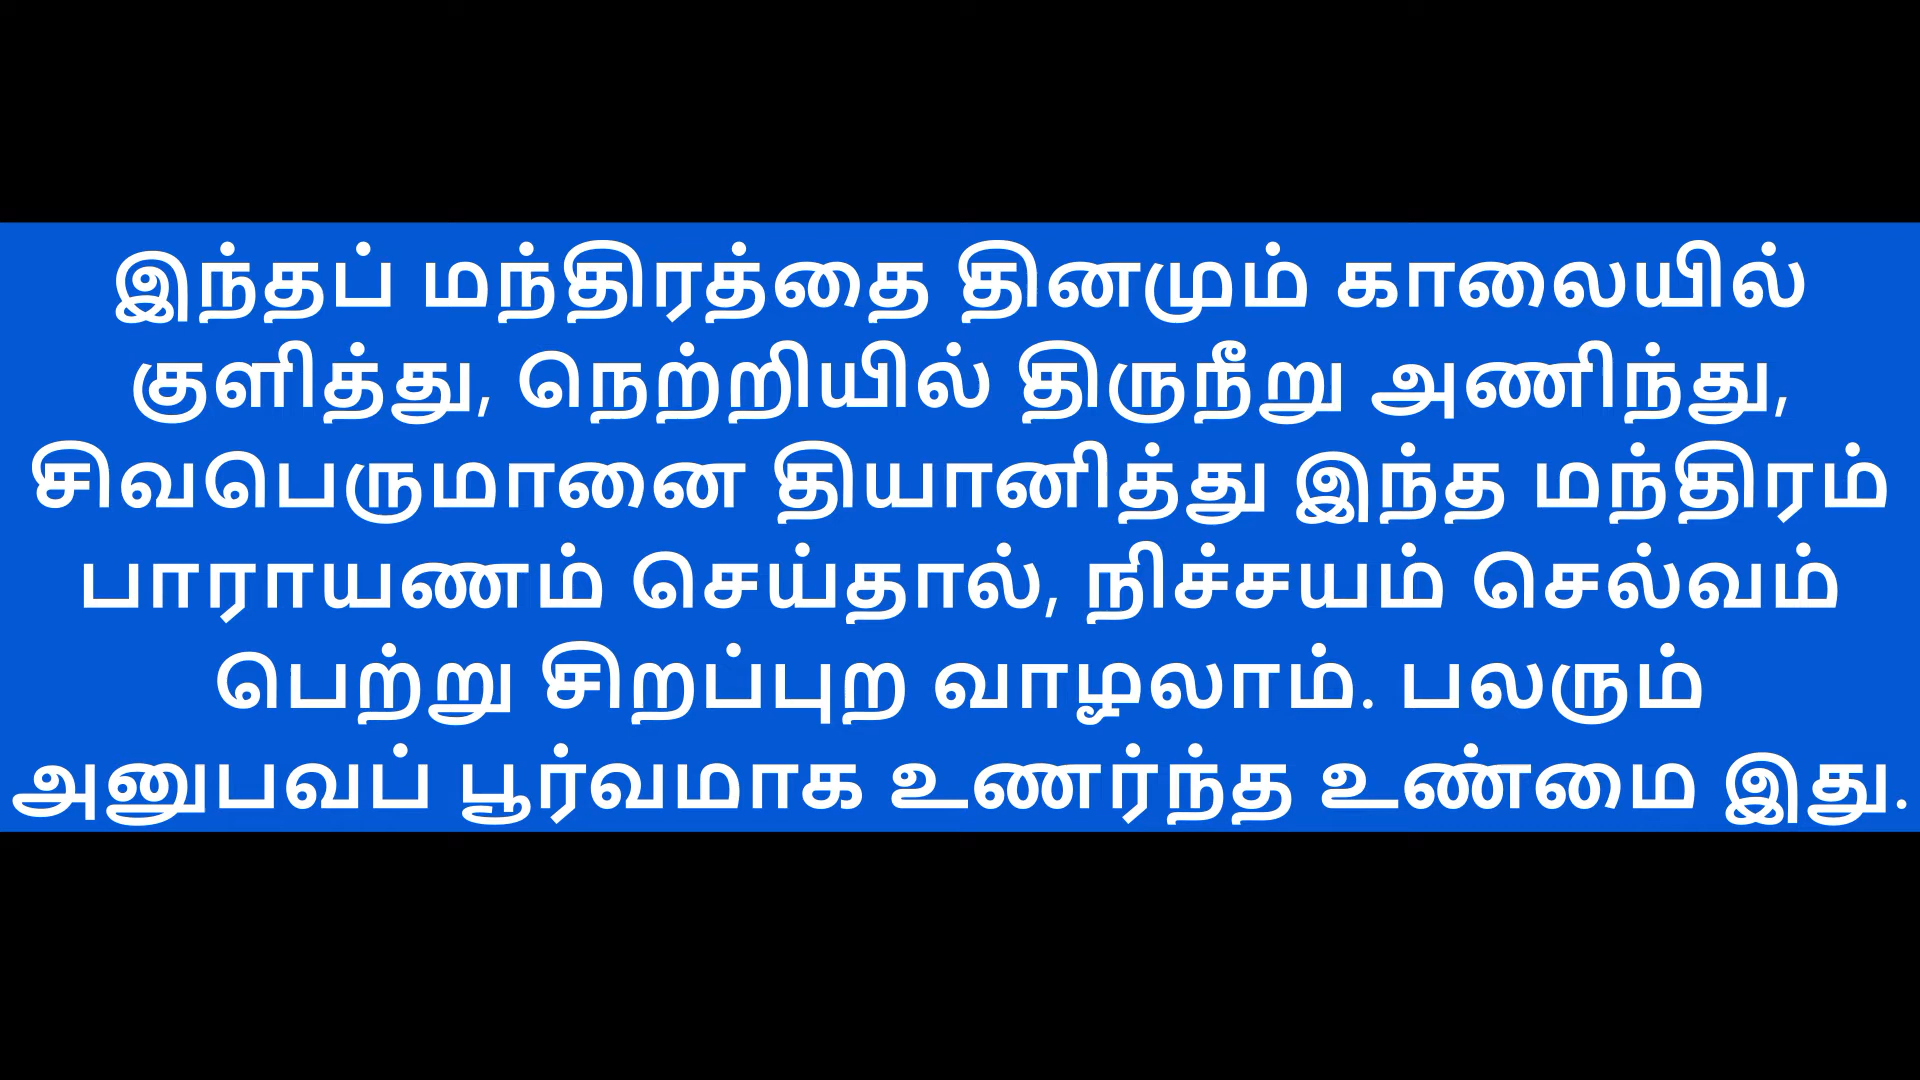 இந்தப் மந்திரத்தை தினமும் காலையில்
குளித்து, நெற்றியில் திருநீறு அணிந்து,
சிவபெருமானை தியானித்து இந்த மந்திரம்
பாராயணம் செய்தால், நிச்சயம் செல்வம்
பெற்று சிறப்புற வாழலாம். பலரும்
அனுபவப் பூர்வமாக உணர்ந்த உண்மை இது.